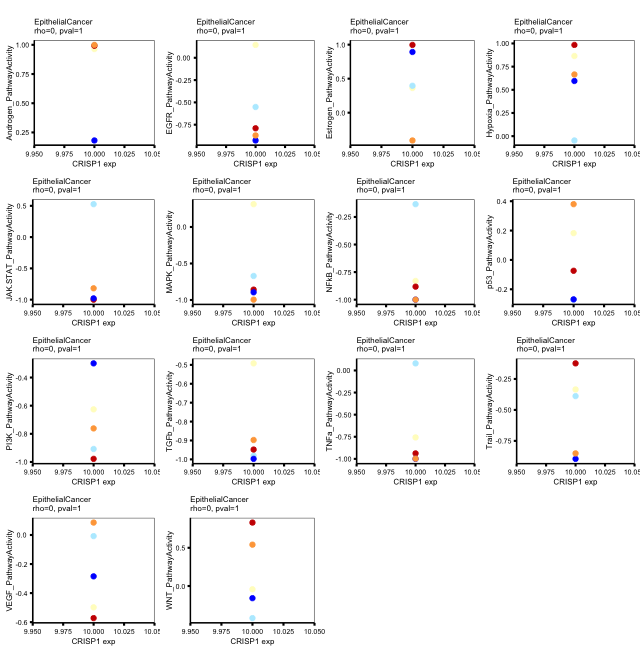 EpithelialCancer
rho=0, pval=1
Androgen_PathwayActivity
1.00
0.75
0.50
0.25
9.950 9.975 10.000 10.025 10.05
CRISP1 exp
EpithelialCancer
rho=0, pval=1
EGFR_PathwayActivity
0.00
-0.25
-0.50
-0.75
9.950 9.975 10.000 10.025 10.05
CRISP1 exp
EpithelialCancer
rho=0, pval=1
Estrogen_PathwayActivity
1.0
0.5
0.0
9.950 9.975 10.000 10.025 10.05
CRISP1 exp
EpithelialCancer
rho=0, pval=1
Hypoxia_PathwayActivity
1.00
0.75
0.50
0.25
0.00
9.950 9.975 10.000 10.025 10.05
CRISP1 exp
EpithelialCancer
rho=0, pval=1
JAK-STAT_PathwayActivity
0.5
0.0
-0.5
-1.0
9.950 9.975 10.000 10.025 10.05
CRISP1 exp
EpithelialCancer
rho=0, pval=1
MAPK_PathwayActivity
0.0
-0.5
-1.0
9.950 9.975 10.000 10.025 10.05
CRISP1 exp
EpithelialCancer
rho=0, pval=1
NFkB_PathwayActivity
-0.25
-0.50
-0.75
-1.00
9.950 9.975 10.000 10.025 10.05
CRISP1 exp
EpithelialCancer
rho=0, pval=1
p53_PathwayActivity
0.4
0.2
0.0
-0.2
9.950 9.975 10.000 10.025 10.05
CRISP1 exp
EpithelialCancer
rho=0, pval=1
PI3K_PathwayActivity
-0.4
-0.6
-0.8
-1.0
9.950 9.975 10.000 10.025 10.05
CRISP1 exp
EpithelialCancer
rho=0, pval=1
TGFb_PathwayActivity
-0.5
-0.6
-0.7
-0.8
-0.9
-1.0
9.950 9.975 10.000 10.025 10.05
CRISP1 exp
EpithelialCancer
rho=0, pval=1
TNFa_PathwayActivity
0.00
-0.25
-0.50
-0.75
-1.00
9.950 9.975 10.000 10.025 10.05
CRISP1 exp
EpithelialCancer
rho=0, pval=1
Trail_PathwayActivity
-0.25
-0.50
-0.75
9.950 9.975 10.000 10.025 10.05
CRISP1 exp
EpithelialCancer
rho=0, pval=1
VEGF_PathwayActivity
0.0
-0.2
-0.4
-0.6
9.950 9.975 10.000 10.025 10.05
CRISP1 exp
EpithelialCancer
rho=0, pval=1
WNT_PathwayActivity
0.5
0.0
9.950 9.975 10.000 10.025 10.050
CRISP1 exp